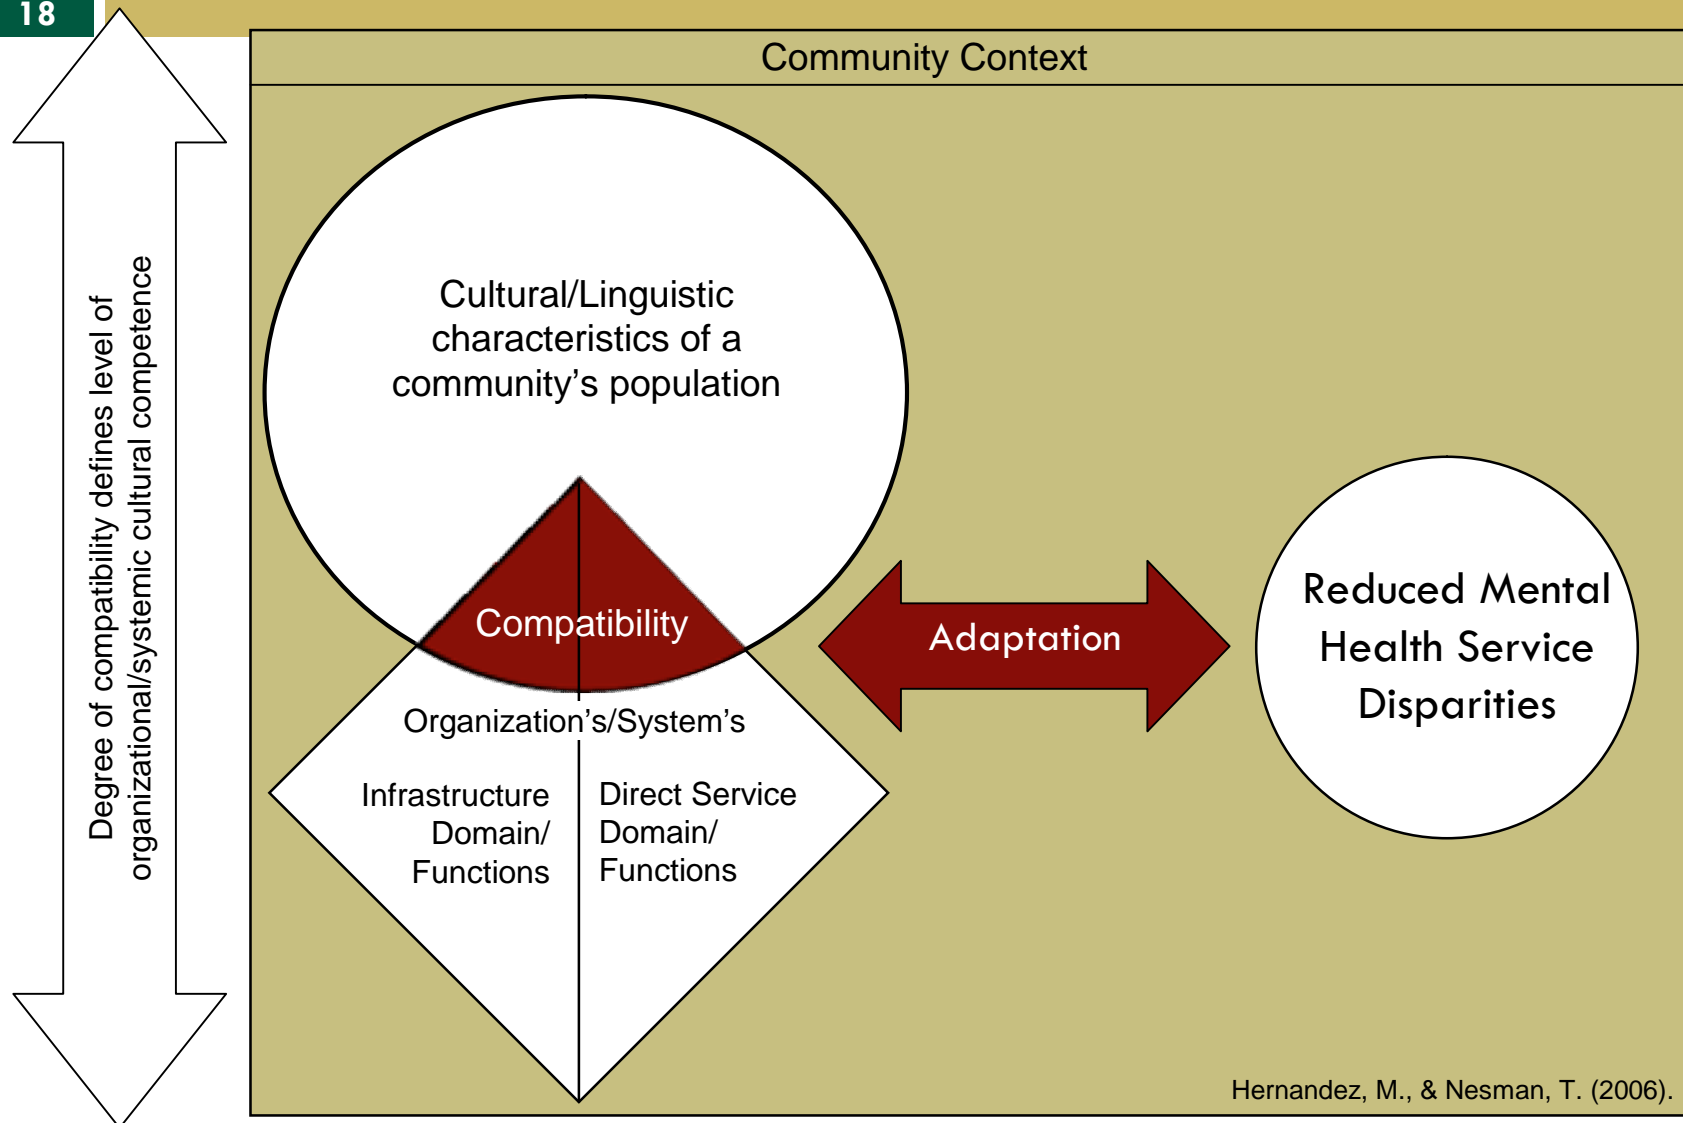 18
Community Context
Degree of compatibility defines level of
organizational/systemic cultural competence
Cultural/Linguistic
characteristics of a
community’s population
Compatibility
Organization’s/System’s
Infrastructure
Domain/
Functions
Direct Service
Domain/
Functions
Adaptation
Reduced Mental
Health Service
Disparities
Hernandez, M., & Nesman, T. (2006).